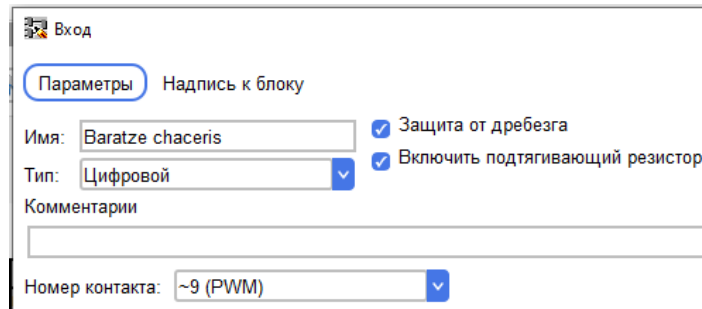 Вход
Параметры Надпись к блоку
Имя: Baratze chaceris
Защита от дребезга
Тип: Цифровой
Включить подтягивающий резистор
Комментарии
Номер контакта: ~9 (PWM)